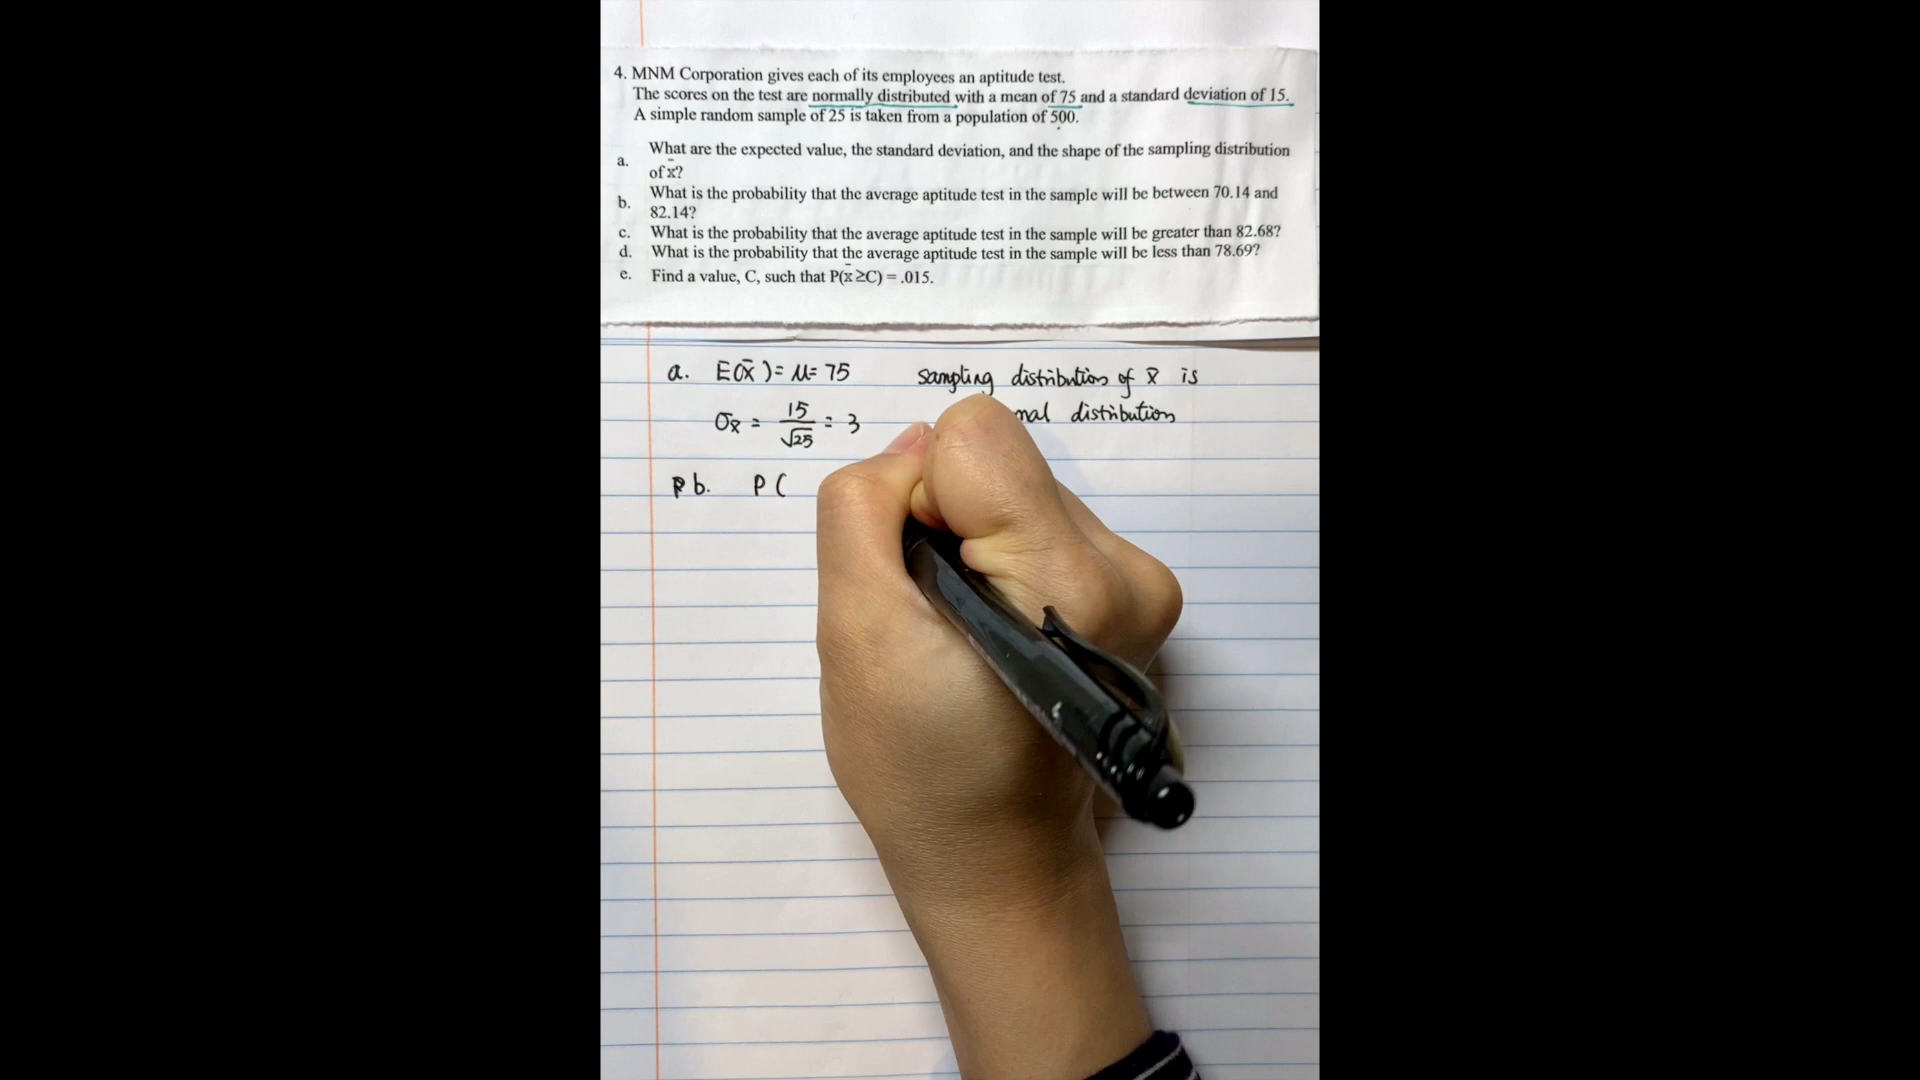 4. MNM Corporation gives each of its employees an aptitude test.
The scores on the test are normally distributed with a mean of 75 and a standard deviation of 15.
A simple random sample of 25 is taken from a population of 500.
a. What are the expected value, the standard deviation, and the shape of the sampling distribution
of x̄?
b. What is the probability that the average aptitude test in the sample will be between 70.14 and
82.14?
c. What is the probability that the average aptitude test in the sample will be greater than 82.68?
d. What is the probability that the average aptitude test in the sample will be less than 78.69?
e. Find a value, C, such that P(x̄ ≥C) = .015.
a. E(x̄) = μ = 75
σx̄ = 15/√25 = 3
sampling distribution of x̄ is
distribution
b. P (